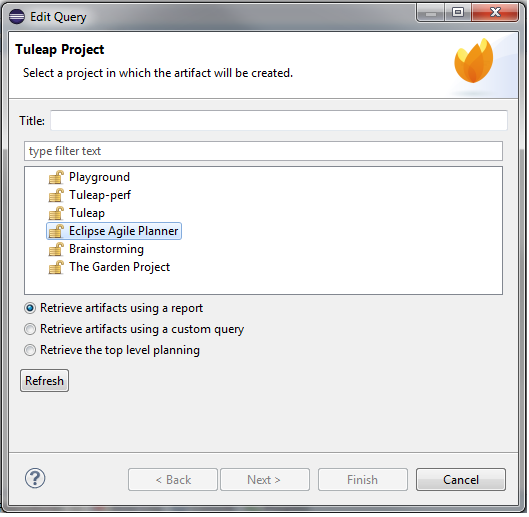 Edit Query
Tuleap Project
Select a project in which the artifact will be created.
Title:
type filter text
Playground
Tuleap-perf
Tuleap
Eclipse Agile Planner
Brainstorming
The Garden Project
Retrieve artifacts using a report
Retrieve artifacts using a custom query
Retrieve the top level planning
Refresh
?
< Back
Next >
Finish
Cancel